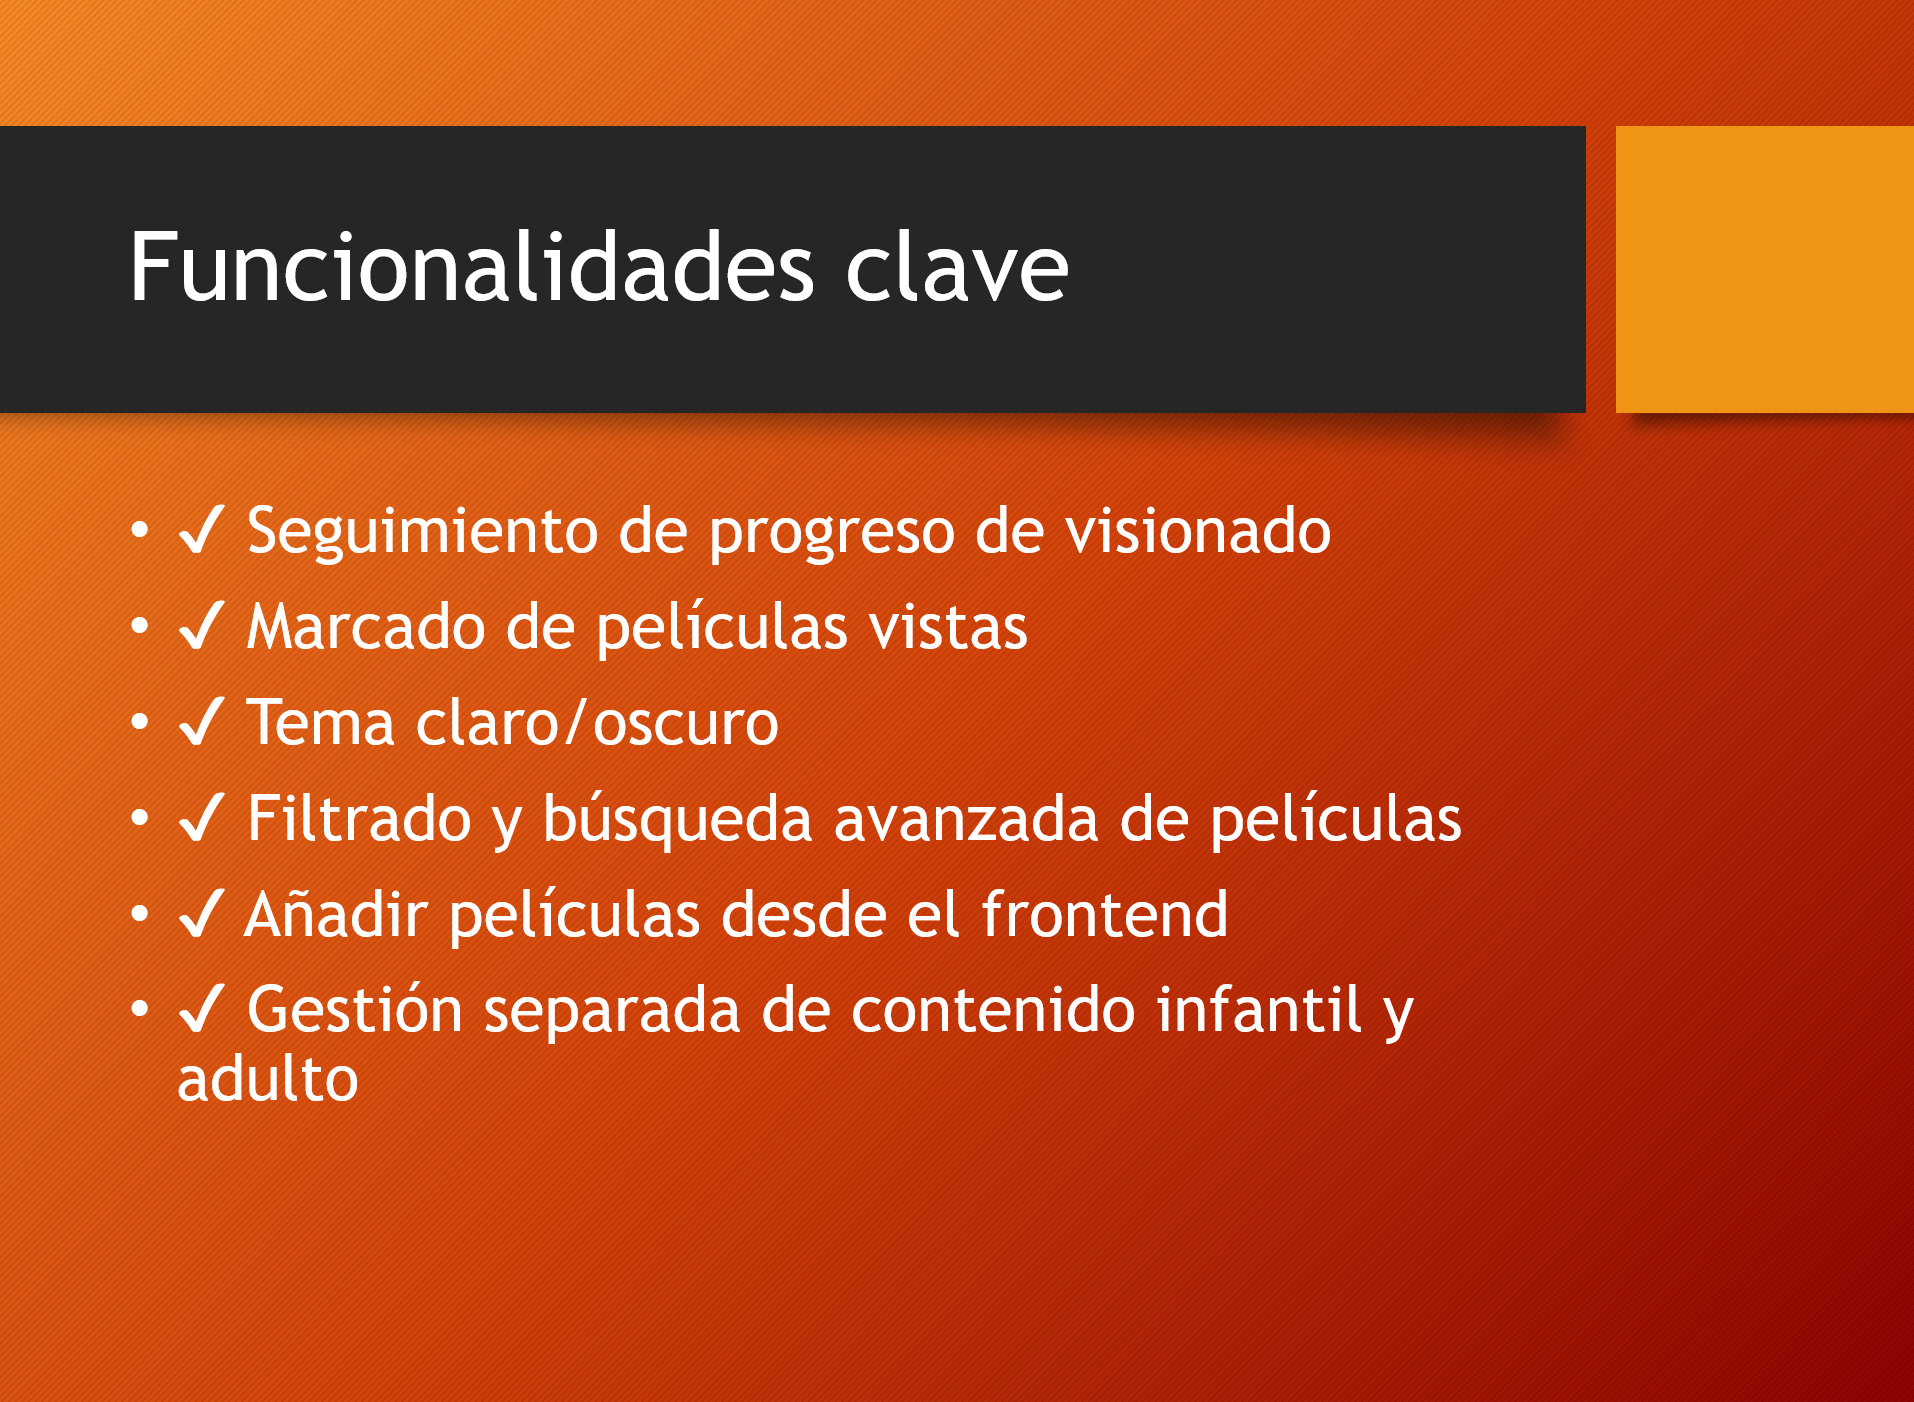 Funcionalidades clave
• ✓ Seguimiento de progreso de visionado
• ✓ Marcado de películas vistas
• ✓ Tema claro/oscuro
• ✓ Filtrado y búsqueda avanzada de películas
• ✓ Añadir películas desde el frontend
• ✓ Gestión separada de contenido infantil y
adulto